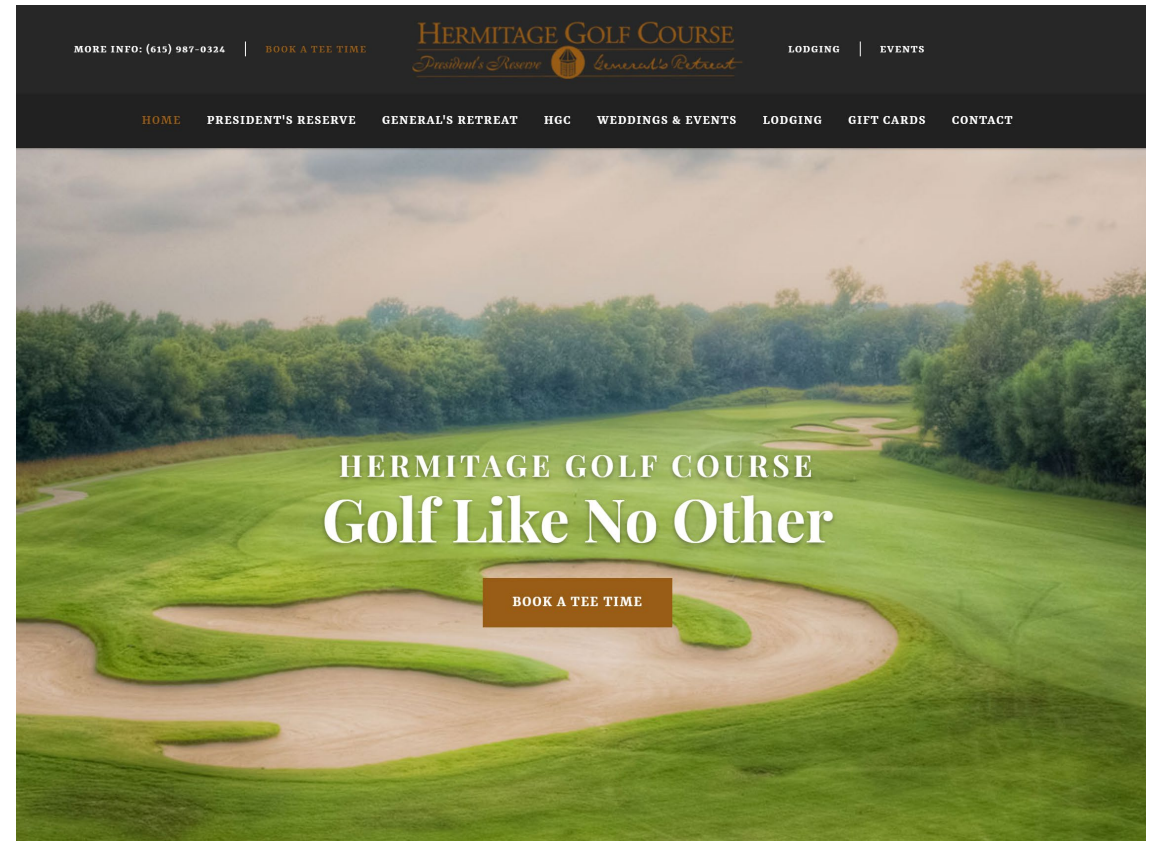 MORE INFO: (615) 987-0324
BOOK A TEE TIME
HERMITAGE GOLF COURSE
President's Reserve
General's Retreat
LODGING
EVENTS
HOME PRESIDENT'S RESERVE GENERAL'S RETREAT HGC WEDDINGS & EVENTS LODGING GIFT CARDS CONTACT
HERMITAGE GOLF COURSE
Golf Like No Other
BOOK A TEE TIME